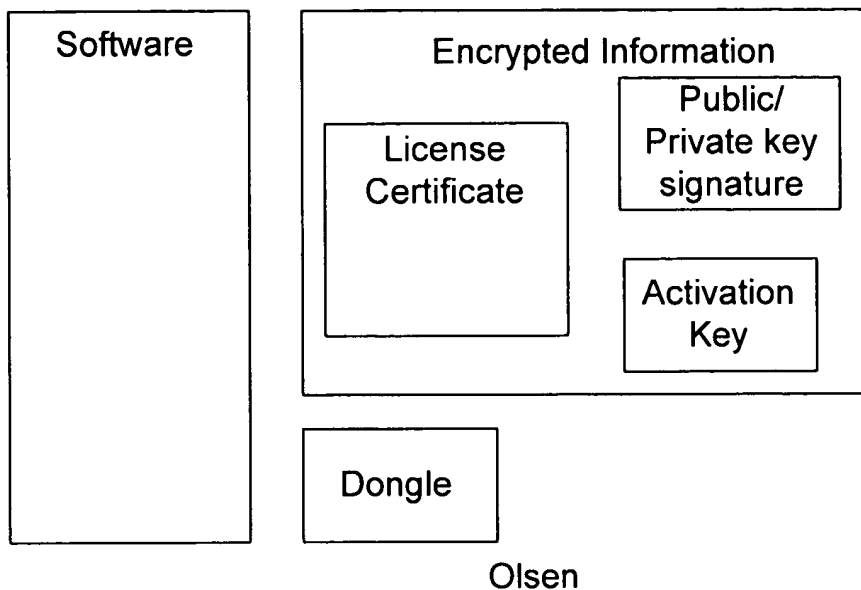 Software
Encrypted Information
License
Certificate
Public/
Private key
signature
Activation
Key
Dongle
Olsen